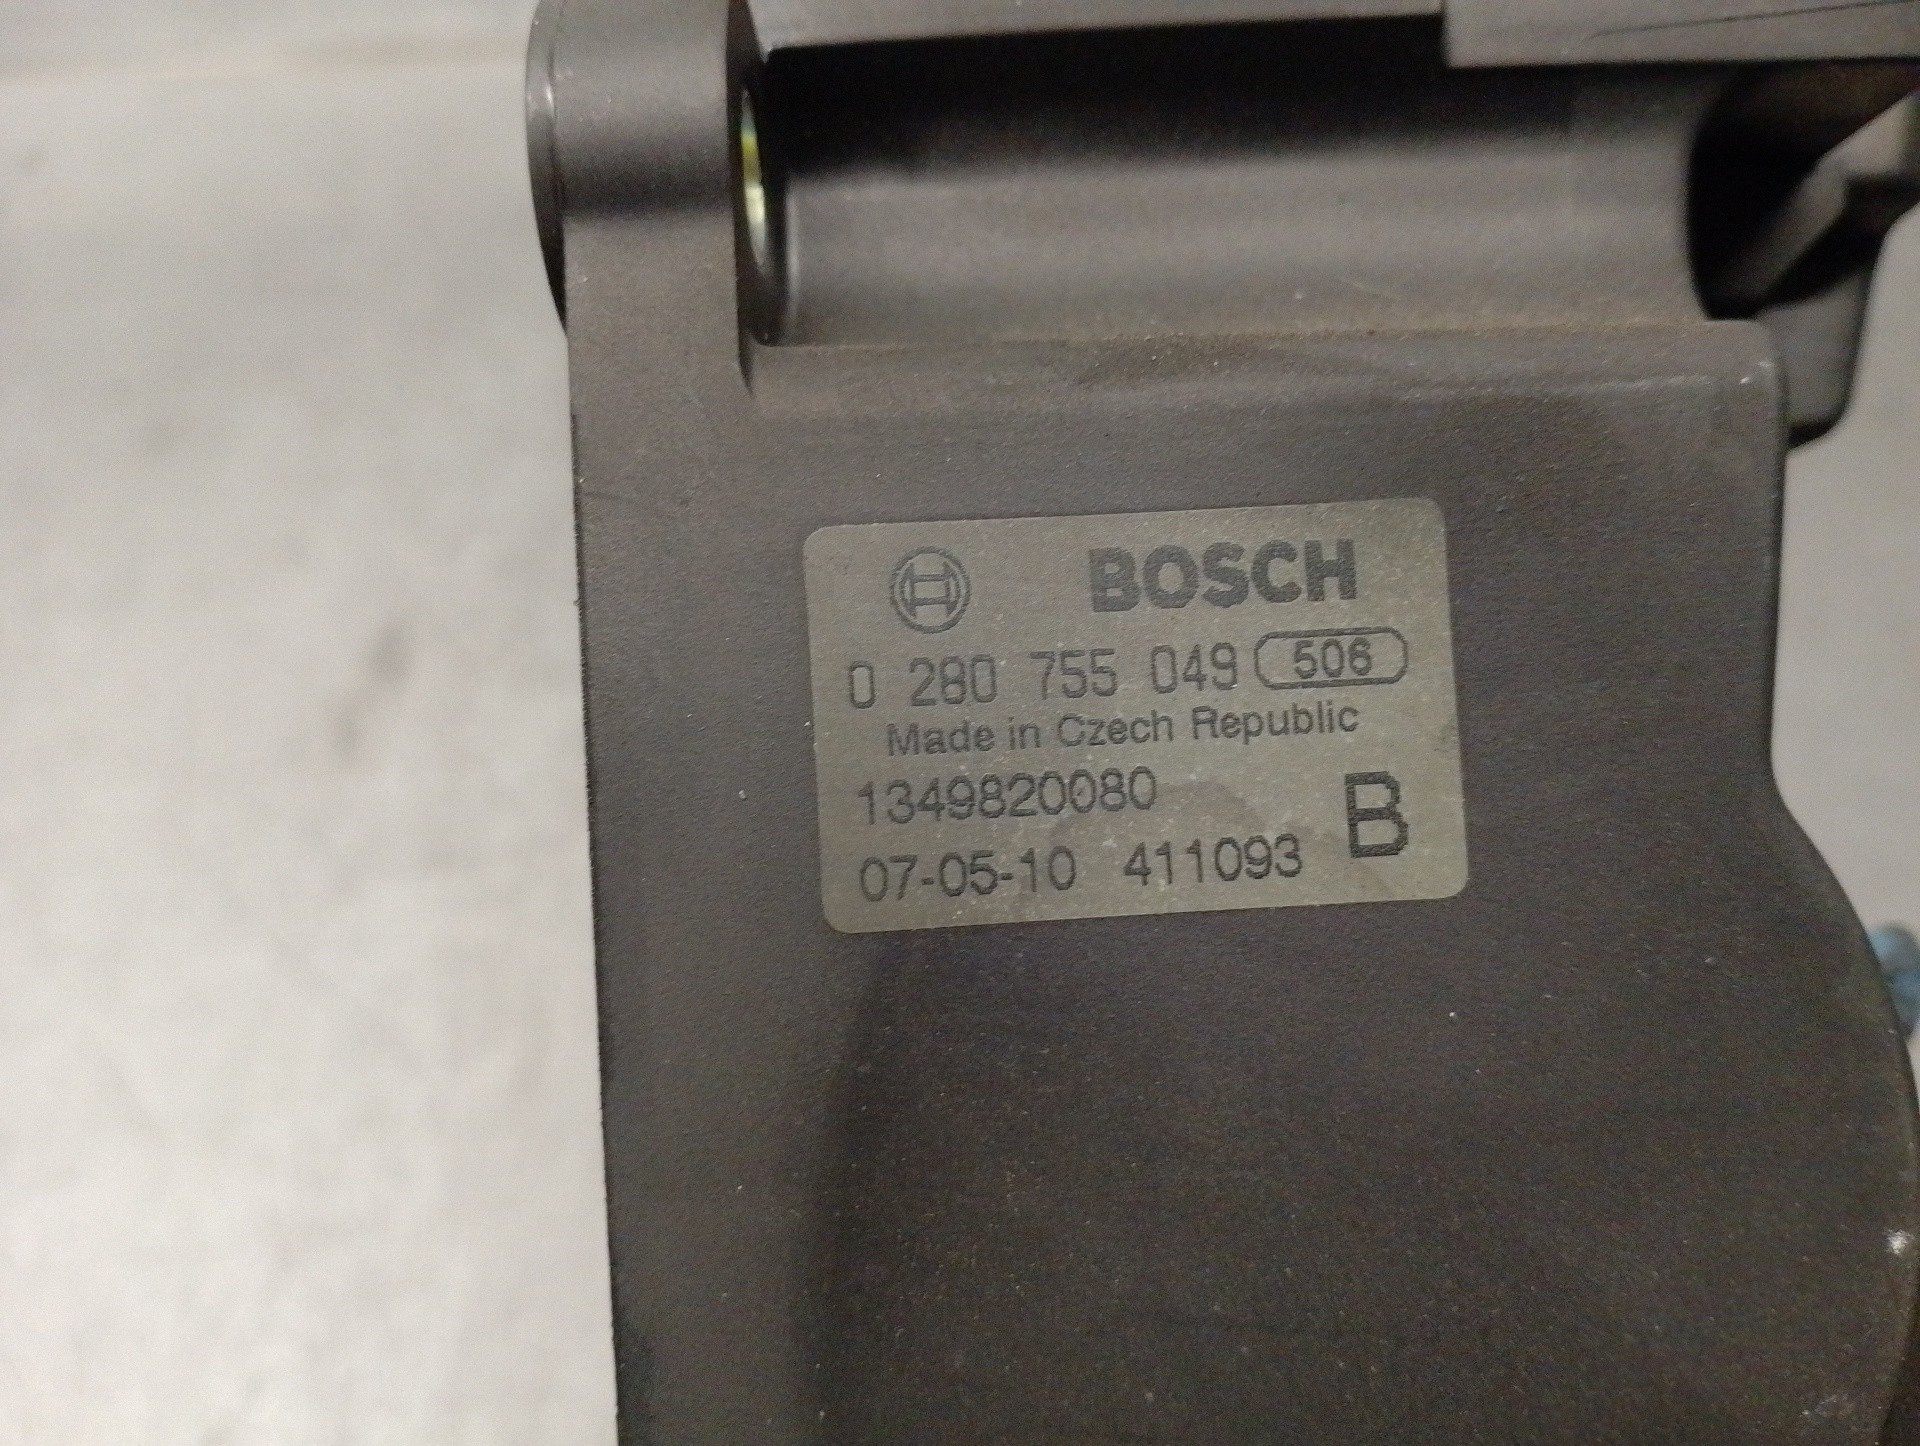 BOSCH
0 280 755 049 506
Made in Czech Republic
1349820080
B
07-05-10 411093